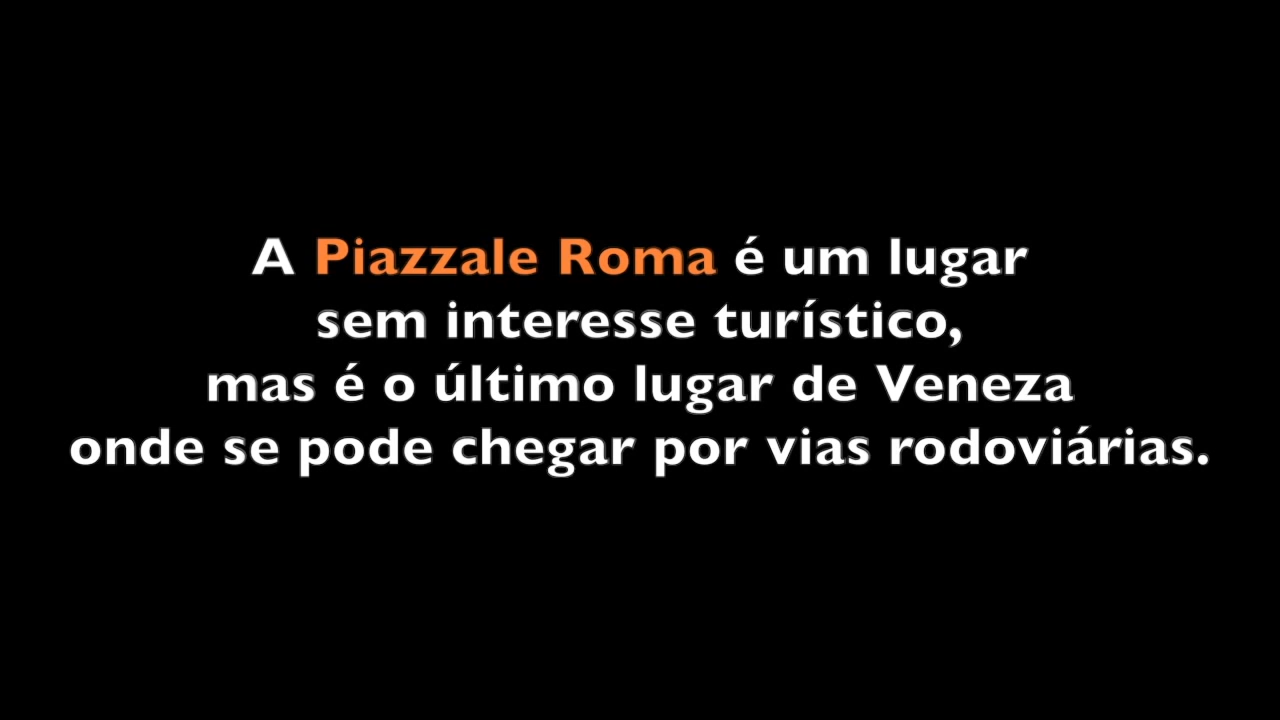 A Piazzale Roma é um lugar
sem interesse turístico,
mas é o último lugar de Veneza
onde se pode chegar por vias rodoviárias.